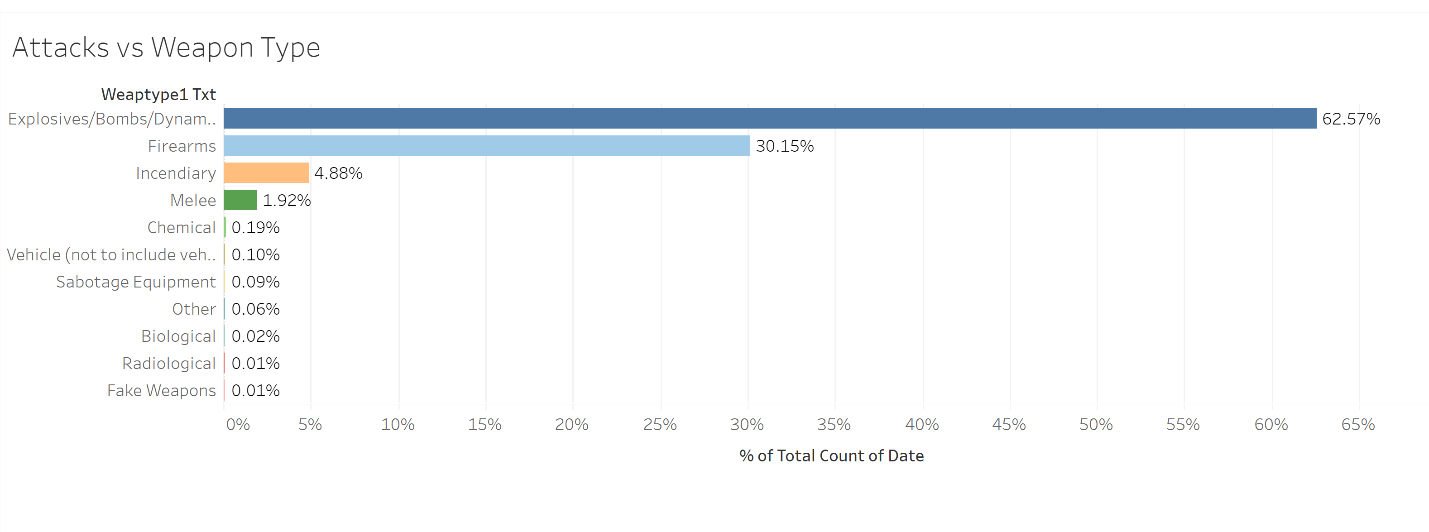 Attacks vs Weapon Type
Weaptype1 Txt
Explosives/Bombs/Dynam.. 62.57%
Firearms 30.15%
Incendiary 4.88%
Melee 1.92%
Chemical 0.19%
Vehicle (not to include veh.. 0.10%
Sabotage Equipment 0.09%
Other 0.06%
Biological 0.02%
Radiological 0.01%
Fake Weapons 0.01%
0% 5% 10% 15% 20% 25% 30% 35% 40% 45% 50% 55% 60% 65%
% of Total Count of Date